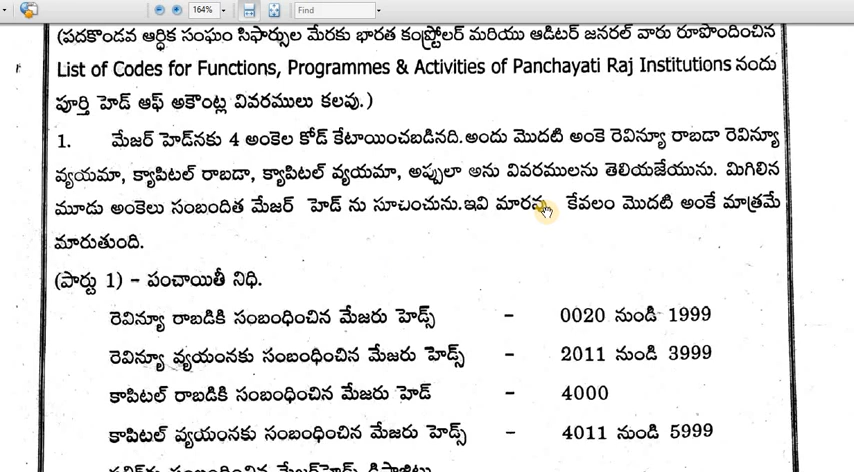 164%
Find
(పదకొండవ ఆర్థిక సంఘం సిఫార్సుల మేరకు భారత కంప్ట్రోలర్ మరియు ఆడిటర్ జనరల్ వారు రూపొందించిన
List of Codes for Functions, Programmes & Activities of Panchayati Raj Institutions నందు
పూర్తి హెడ్ ఆఫ్ అకౌంట్ల వివరములు కలవు.)
1. మేజర్ హెడ్‌నకు 4 అంకెల కోడ్ కేటాయించబడినది.అందు మొదటి అంకె రెవిన్యూ రాబడా రెవిన్యూ
వ్యయమా, క్యాపిటల్ రాబడా, క్యాపిటల్ వ్యయమా, అప్పులా అను వివరములను తెలియజేయును. మిగిలిన
మూడు అంకెలు సంబందిత మేజర్ హెడ్ ను సూచించును.ఇవి మారవు కేవలం మొదటి అంకే మాత్రమే
మారుతుంది.
(పార్టు 1) - పంచాయితీ నిధి.
రెవిన్యూ రాబడికి సంబంధించిన మేజరు హెడ్స్ - 0020 నుండి 1999
రెవిన్యూ వ్యయంనకు సంబంధించిన మేజరు హెడ్స్ - 2011 నుండి 3999
కాపిటల్ రాబడికి సంబంధించిన మేజరు హెడ్ - 4000
కాపిటల్ వ్యయంనకు సంబంధించిన మేజరు హెడ్స్ - 4011 నుండి 5999